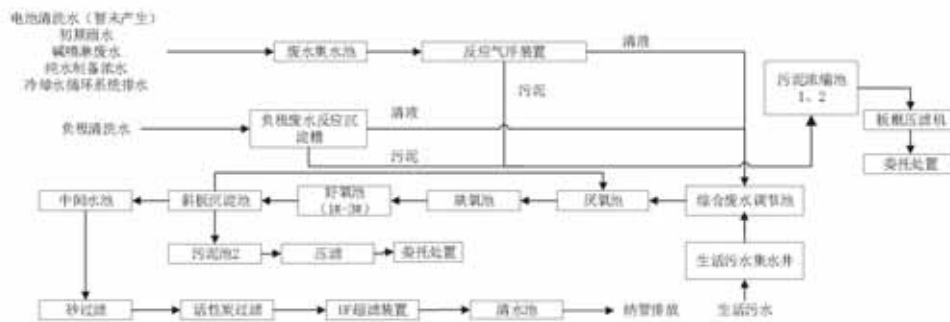 电池清洗水（暂未产生）
初期雨水
碱喷淋废水
纯水制备浓水
冷却水循环系统排水
废水集水池
反应气浮装置
清液
污泥
污泥浓缩池
1、2
板框压滤机
委托处置
负极清洗水
负极废水反应沉
淀槽
清液
污泥
中间水池
斜板沉淀池
好氧池
（1#-3#）
缺氧池
厌氧池
综合废水调节池
污泥池2
压滤
委托处置
生活污水集水井
砂过滤
活性炭过滤
UF超滤装置
清水池
纳管排放
生活污水